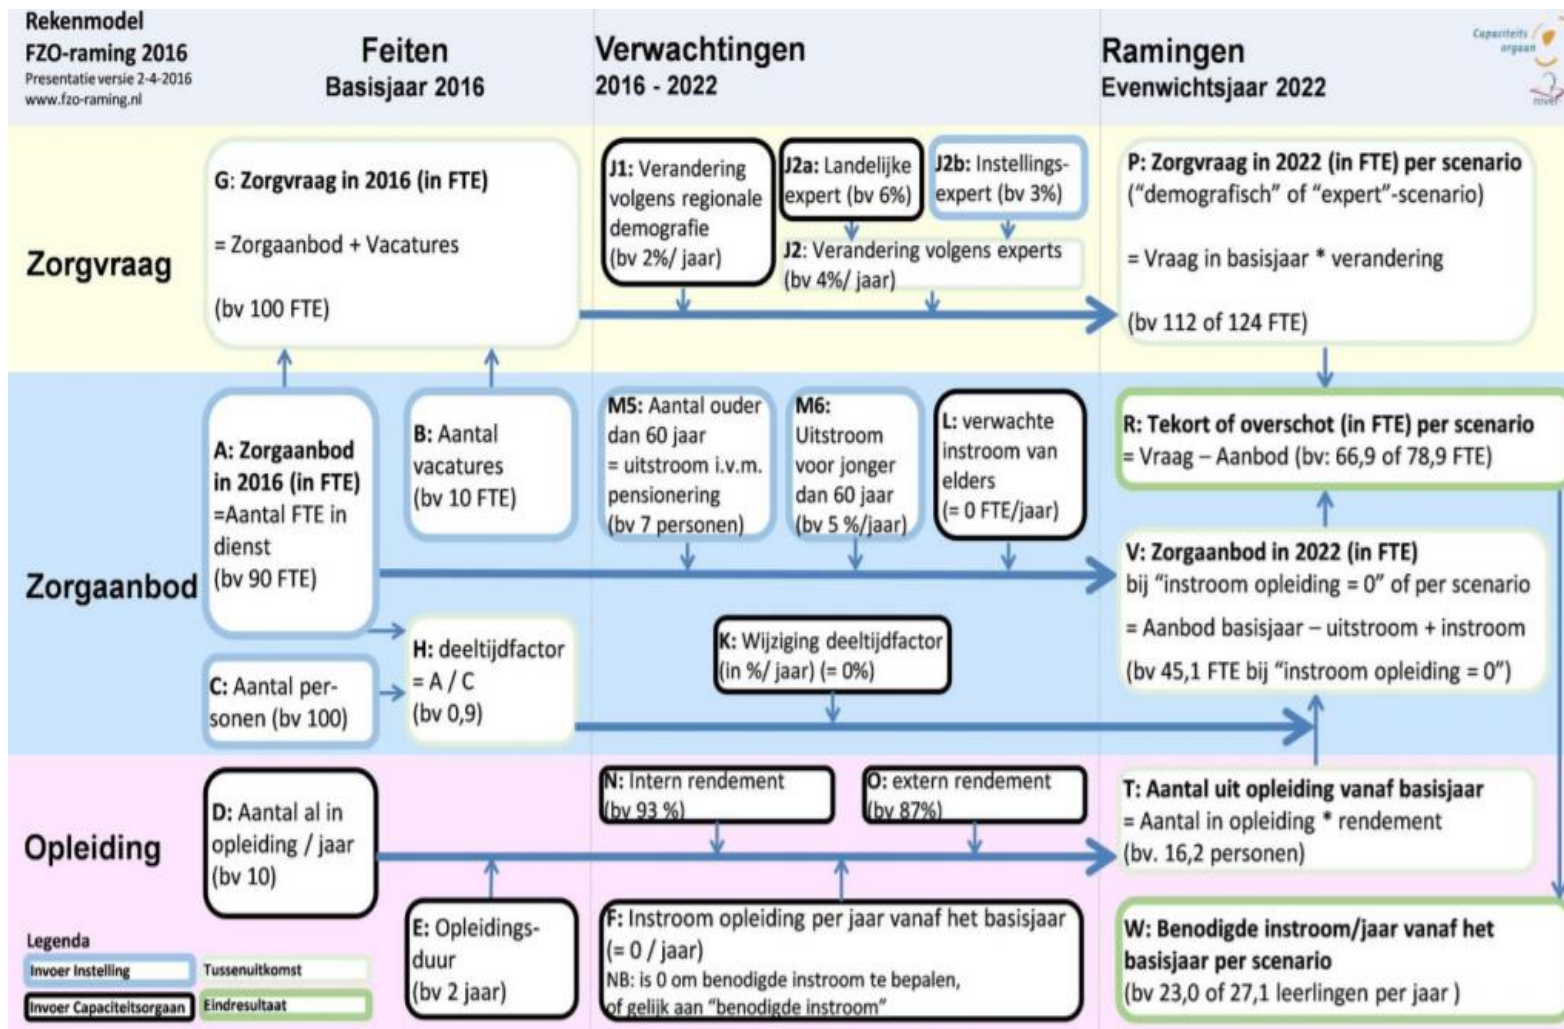 Rekenmodel
FZO-raming 2016
Presentatie versie 2-4-2016
www.fzo-raming.nl
Feiten
Basisjaar 2016
Verwachtingen
2016 - 2022
Ramingen
Evenwichtsjaar 2022
Capaciteits
orgaan
rover
Zorgvraag
G: Zorgvraag in 2016 (in FTE)
= Zorgaanbod + Vacatures
(bv 100 FTE)
J1: Verandering
volgens regionale
demografie
(bv 2%/ jaar)
J2a: Landelijke
expert (bv 6%)
J2b: Instellings-
expert (bv 3%)
J2: Verandering volgens experts
(bv 4%/ jaar)
P: Zorgvraag in 2022 (in FTE) per scenario
("demografisch" of "expert"-scenario)
= Vraag in basisjaar * verandering
(bv 112 of 124 FTE)
Zorgaanbod
A: Zorgaanbod
in 2016 (in FTE)
=Aantal FTE in
dienst
(bv 90 FTE)
B: Aantal
vacatures
(bv 10 FTE)
C: Aantal per-
sonen (bv 100)
H: deeltijdfactor
= A / C
(bv 0,9)
M5: Aantal ouder
dan 60 jaar
= uitstroom i.v.m.
pensionering
(bv 7 personen)
M6:
Uitstroom
voor jonger
dan 60 jaar
(bv 5 %/jaar)
L: verwachte
instroom van
elders
(= 0 FTE/jaar)
K: Wijziging deeltijdfactor
(in %/ jaar) (= 0%)
R: Tekort of overschot (in FTE) per scenario
= Vraag – Aanbod (bv: 66,9 of 78,9 FTE)
V: Zorgaanbod in 2022 (in FTE)
bij "instroom opleiding = 0" of per scenario
= Aanbod basisjaar – uitstroom + instroom
(bv 45,1 FTE bij "instroom opleiding = 0")
Opleiding
D: Aantal al in
opleiding / jaar
(bv 10)
E: Opleidings-
duur
(bv 2 jaar)
N: Intern rendement
(bv 93 %)
O: extern rendement
(bv 87%)
F: Instroom opleiding per jaar vanaf het basisjaar
(= 0 / jaar)
NB: is 0 om benodigde instroom te bepalen,
of gelijk aan "benodigde instroom"
T: Aantal uit opleiding vanaf basisjaar
= Aantal in opleiding * rendement
(bv. 16,2 personen)
W: Benodigde instroom/jaar vanaf het
basisjaar per scenario
(bv 23,0 of 27,1 leerlingen per jaar )
Legenda
Invoer Instelling
Tussenuitkomst
Invoer Capaciteitsorgaan
Eindresultaat